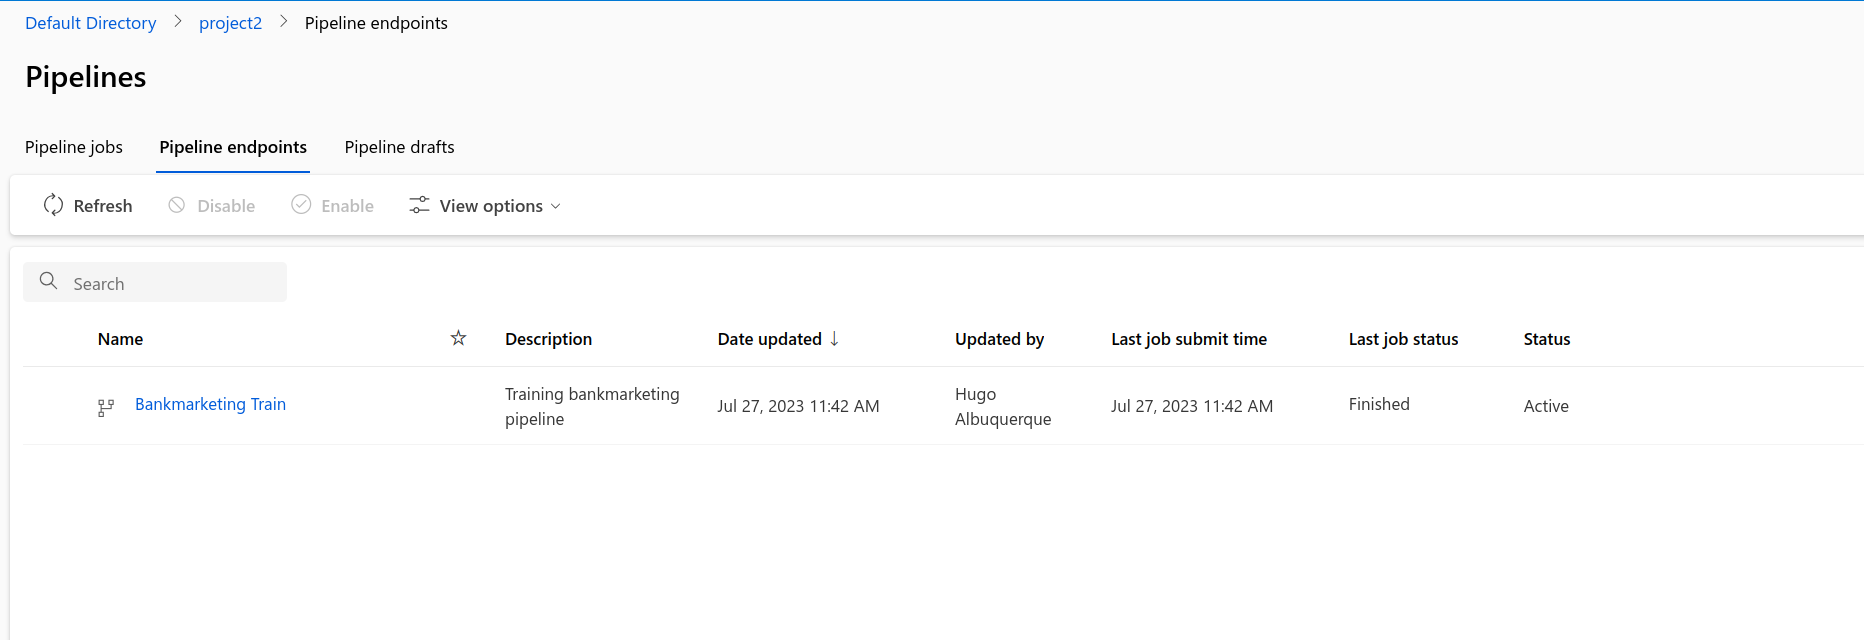 Default Directory > project2 > Pipeline endpoints
Pipelines
Pipeline jobs Pipeline endpoints Pipeline drafts
Refresh Disable Enable View options
Search
Name Description Date updated ↓ Updated by Last job submit time Last job status Status
Bankmarketing Train Training bankmarketing pipeline Jul 27, 2023 11:42 AM Hugo Albuquerque Jul 27, 2023 11:42 AM Finished Active